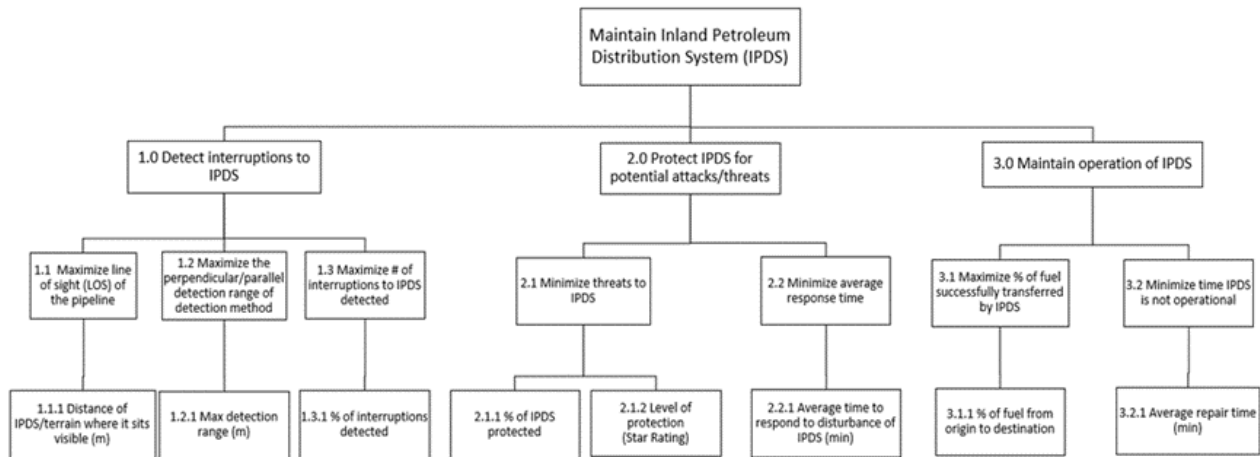 Maintain Inland Petroleum
Distribution System (IPDS)
1.0 Detect interruptions to
IPDS
2.0 Protect IPDS for
potential attacks/threats
3.0 Maintain operation of IPDS
1.1 Maximize line
of sight (LOS) of
the pipeline
1.2 Maximize the
perpendicular/parallel
detection range of
detection method
1.3 Maximize # of
interruptions to IPDS
detected
2.1 Minimize threats to
IPDS
2.2 Minimize average
response time
3.1 Maximize % of fuel
successfully transferred
by IPDS
3.2 Minimize time IPDS
is not operational
1.1.1 Distance of
IPDS/terrain where it sits
visible (m)
1.2.1 Max detection
range (m)
1.3.1 % of interruptions
detected
2.1.1 % of IPDS
protected
2.1.2 Level of
protection
(Star Rating)
2.2.1 Average time to
respond to disturbance of
IPDS (min)
3.1.1 % of fuel from
origin to destination
3.2.1 Average repair time
(min)